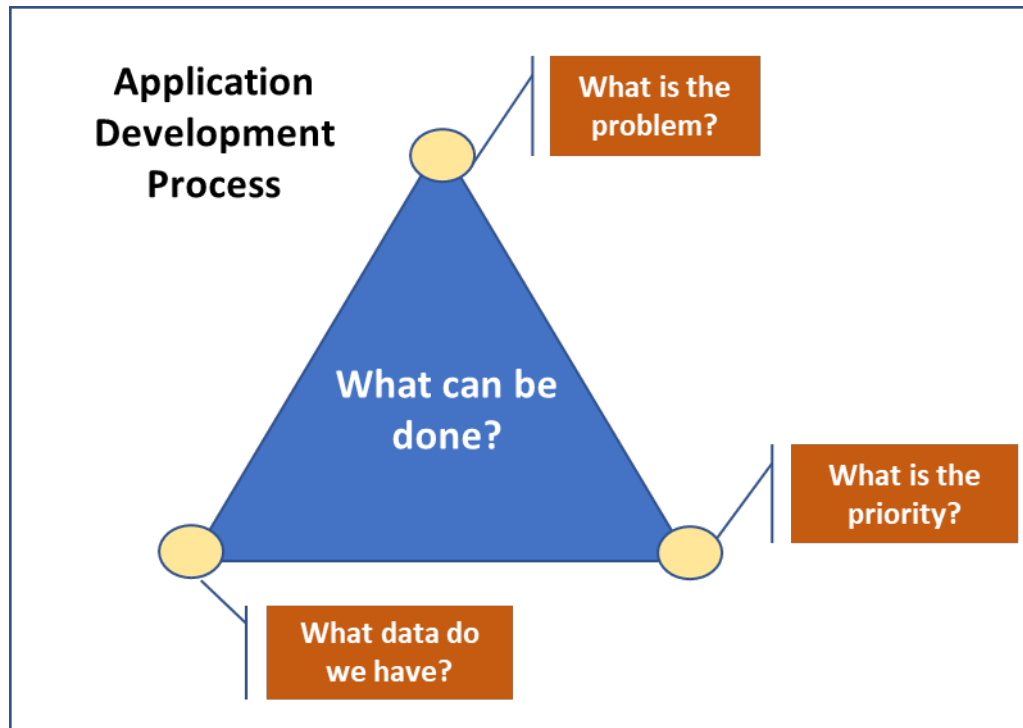 Application
Development
Process
What is the
problem?
What can be
done?
What is the
priority?
What data do
we have?